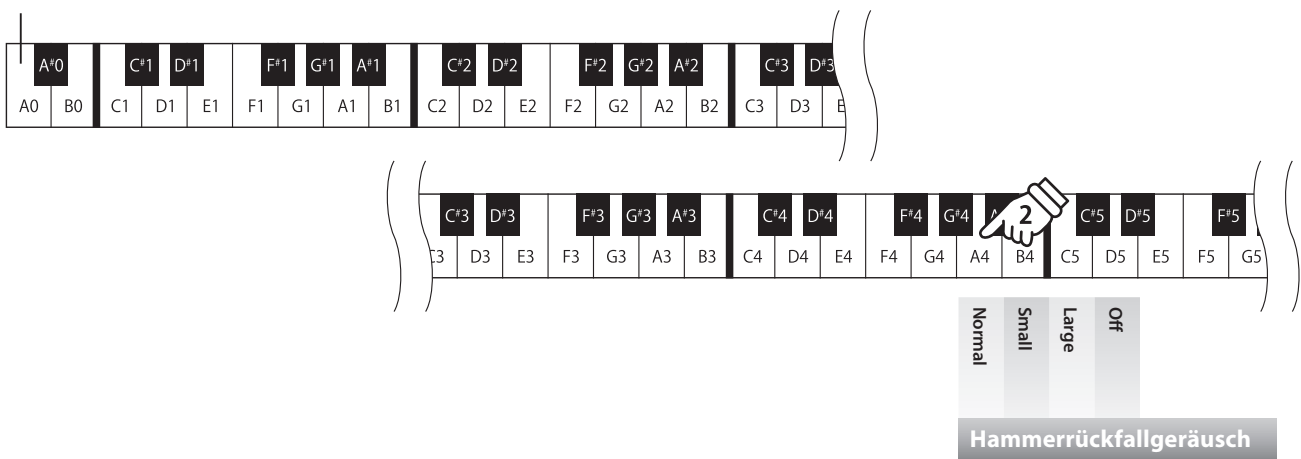 A#0 C#1 D#1 F#1 G#1 A#1 C#2 D#2 F#2 G#2 A#2 C#3 D#3
A0 B0 C1 D1 E1 F1 G1 A1 B1 C2 D2 E2 F2 G2 A2 B2 C3 D3 E
C#3 D#3 F#3 G#3 A#3 C#4 D#4 F#4 G#4 A 2 C#5 D#5 F#5
C3 D3 E3 F3 G3 A3 B3 C4 D4 E4 F4 G4 A4 B4 C5 D5 E5 F5 G5
Normal
Small
Large
Off
Hammerrückfallgeräusch